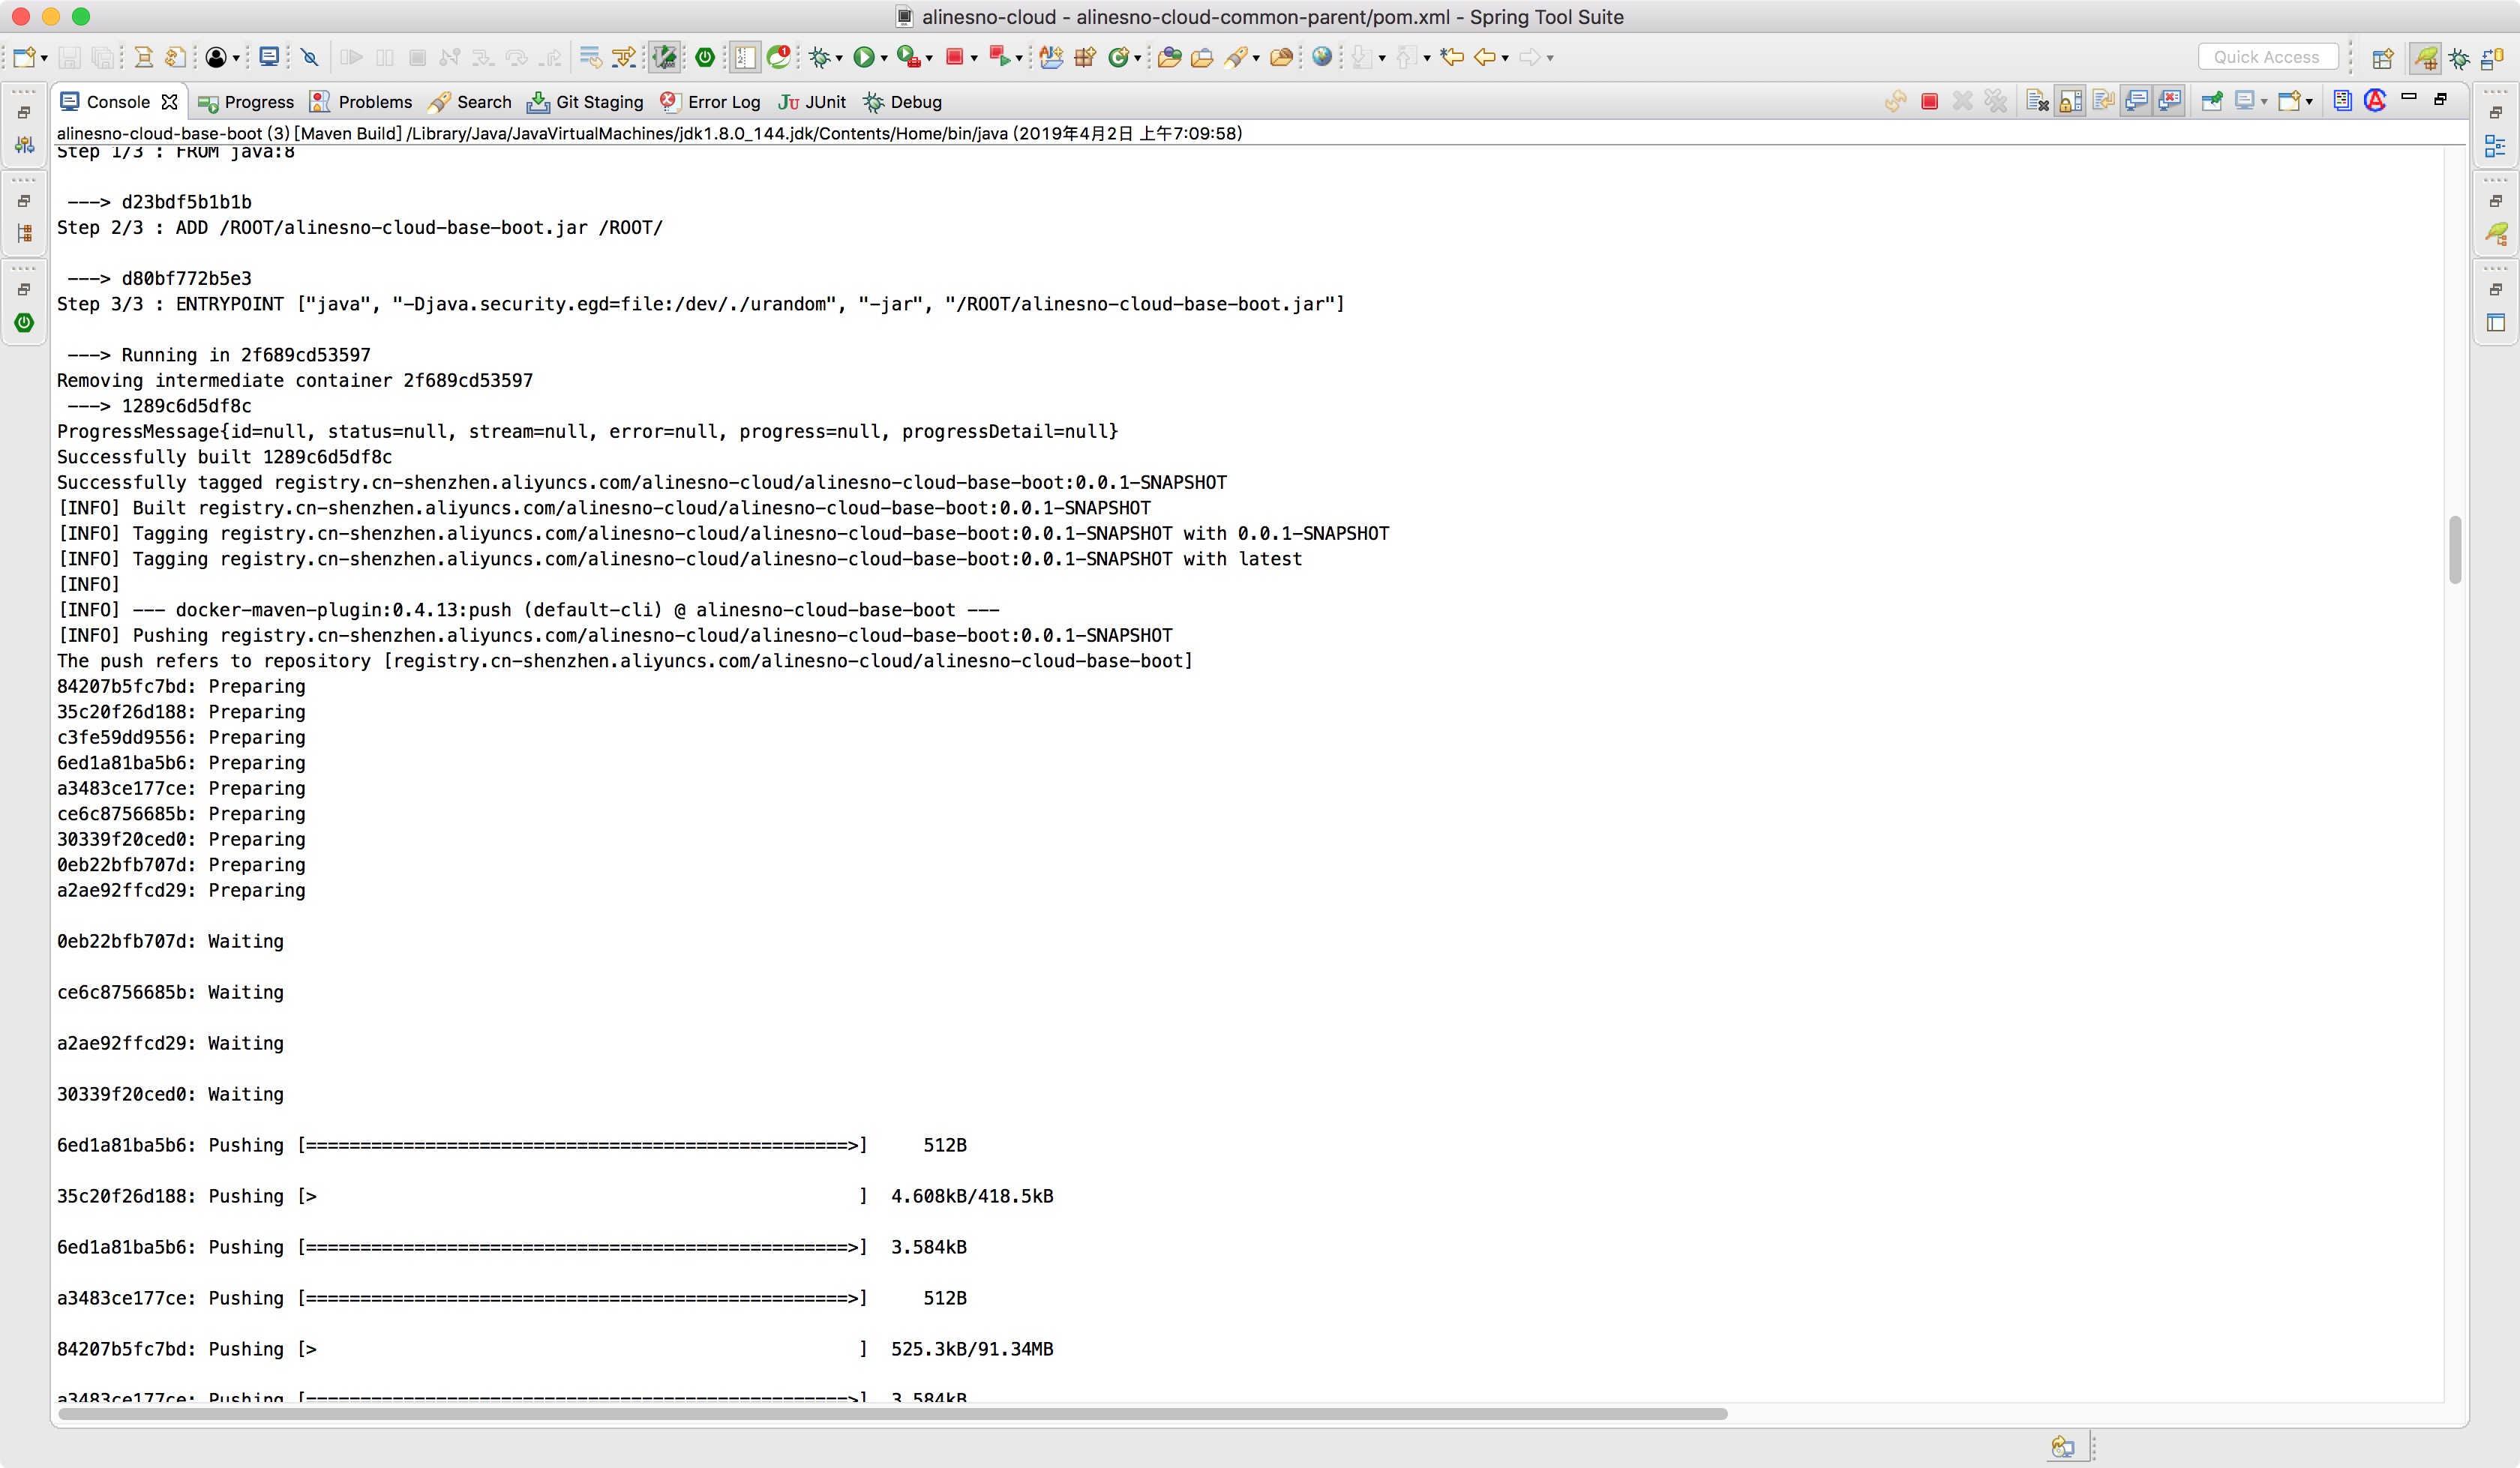 alinesno-cloud - alinesno-cloud-common-parent/pom.xml - Spring Tool Suite
Quick Access
Console Progress Problems Search Git Staging Error Log JUnit Debug
alinesno-cloud-base-boot (3) [Maven Build] /Library/Java/JavaVirtualMachines/jdk1.8.0_144.jdk/Contents/Home/bin/java (2019年4月2日 上午7:09:58)
Step 1/3 : FROM java:8
---> d23bdf5b1b1b
Step 2/3 : ADD /ROOT/alinesno-cloud-base-boot.jar /ROOT/
---> d80bf772b5e3
Step 3/3 : ENTRYPOINT ["java", "-Djava.security.egd=file:/dev/./urandom", "-jar", "/ROOT/alinesno-cloud-base-boot.jar"]
---> Running in 2f689cd53597
Removing intermediate container 2f689cd53597
---> 1289c6d5df8c
ProgressMessage{id=null, status=null, stream=null, error=null, progress=null, progressDetail=null}
Successfully built 1289c6d5df8c
Successfully tagged registry.cn-shenzhen.aliyuncs.com/alinesno-cloud/alinesno-cloud-base-boot:0.0.1-SNAPSHOT
[INFO] Built registry.cn-shenzhen.aliyuncs.com/alinesno-cloud/alinesno-cloud-base-boot:0.0.1-SNAPSHOT
[INFO] Tagging registry.cn-shenzhen.aliyuncs.com/alinesno-cloud/alinesno-cloud-base-boot:0.0.1-SNAPSHOT with 0.0.1-SNAPSHOT
[INFO] Tagging registry.cn-shenzhen.aliyuncs.com/alinesno-cloud/alinesno-cloud-base-boot:0.0.1-SNAPSHOT with latest
[INFO]
[INFO] --- docker-maven-plugin:0.4.13:push (default-cli) @ alinesno-cloud-base-boot ---
[INFO] Pushing registry.cn-shenzhen.aliyuncs.com/alinesno-cloud/alinesno-cloud-base-boot:0.0.1-SNAPSHOT
The push refers to repository [registry.cn-shenzhen.aliyuncs.com/alinesno-cloud/alinesno-cloud-base-boot]
84207b5fc7bd: Preparing
35c20f26d188: Preparing
c3fe59dd9556: Preparing
6ed1a81ba5b6: Preparing
a3483ce177ce: Preparing
ce6c8756685b: Preparing
30339f20ced0: Preparing
0eb22bfb707d: Preparing
a2ae92ffcd29: Preparing
0eb22bfb707d: Waiting
ce6c8756685b: Waiting
a2ae92ffcd29: Waiting
30339f20ced0: Waiting
6ed1a81ba5b6: Pushing [==================================================>]     512B
35c20f26d188: Pushing [>                                                  ]  4.608kB/418.5kB
6ed1a81ba5b6: Pushing [==================================================>]  3.584kB
a3483ce177ce: Pushing [==================================================>]     512B
84207b5fc7bd: Pushing [>                                                  ]  525.3kB/91.34MB
a3483ce177ce: Pushing [==================================================>]  3.584kB